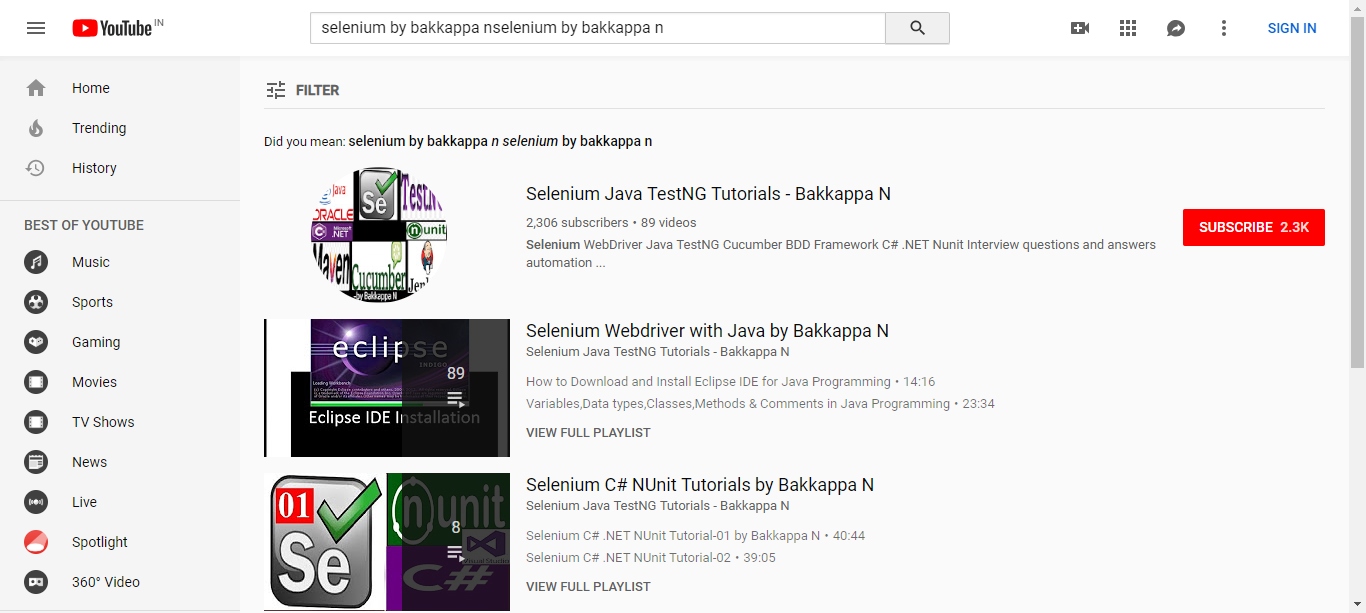 YouTube IN
selenium by bakkappa nselenium by bakkappa n
SIGN IN
Home
Trending
History
BEST OF YOUTUBE
Music
Sports
Gaming
Movies
TV Shows
News
Live
Spotlight
360° Video
FILTER
Did you mean: selenium by bakkappa n selenium by bakkappa n
Java
TestN
Se
ORACLE
C# Microsoft .NET
nunit
Maven
Cucumber
Jen
-by Bakkappa N
Selenium Java TestNG Tutorials - Bakkappa N
2,306 subscribers • 89 videos
Selenium WebDriver Java TestNG Cucumber BDD Framework C# .NET Nunit Interview questions and answers
automation ...
SUBSCRIBE 2.3K
eclipse
INDIGO
Loading Workbench
89
Eclipse IDE Installation
Selenium Webdriver with Java by Bakkappa N
Selenium Java TestNG Tutorials - Bakkappa N
How to Download and Install Eclipse IDE for Java Programming • 14:16
Variables,Data types,Classes,Methods & Comments in Java Programming • 23:34
VIEW FULL PLAYLIST
01
Se
nunit
8
C#
Selenium C# NUnit Tutorials by Bakkappa N
Selenium Java TestNG Tutorials - Bakkappa N
Selenium C# .NET NUnit Tutorial-01 by Bakkappa N • 40:44
Selenium C# .NET NUnit Tutorial-02 • 39:05
VIEW FULL PLAYLIST